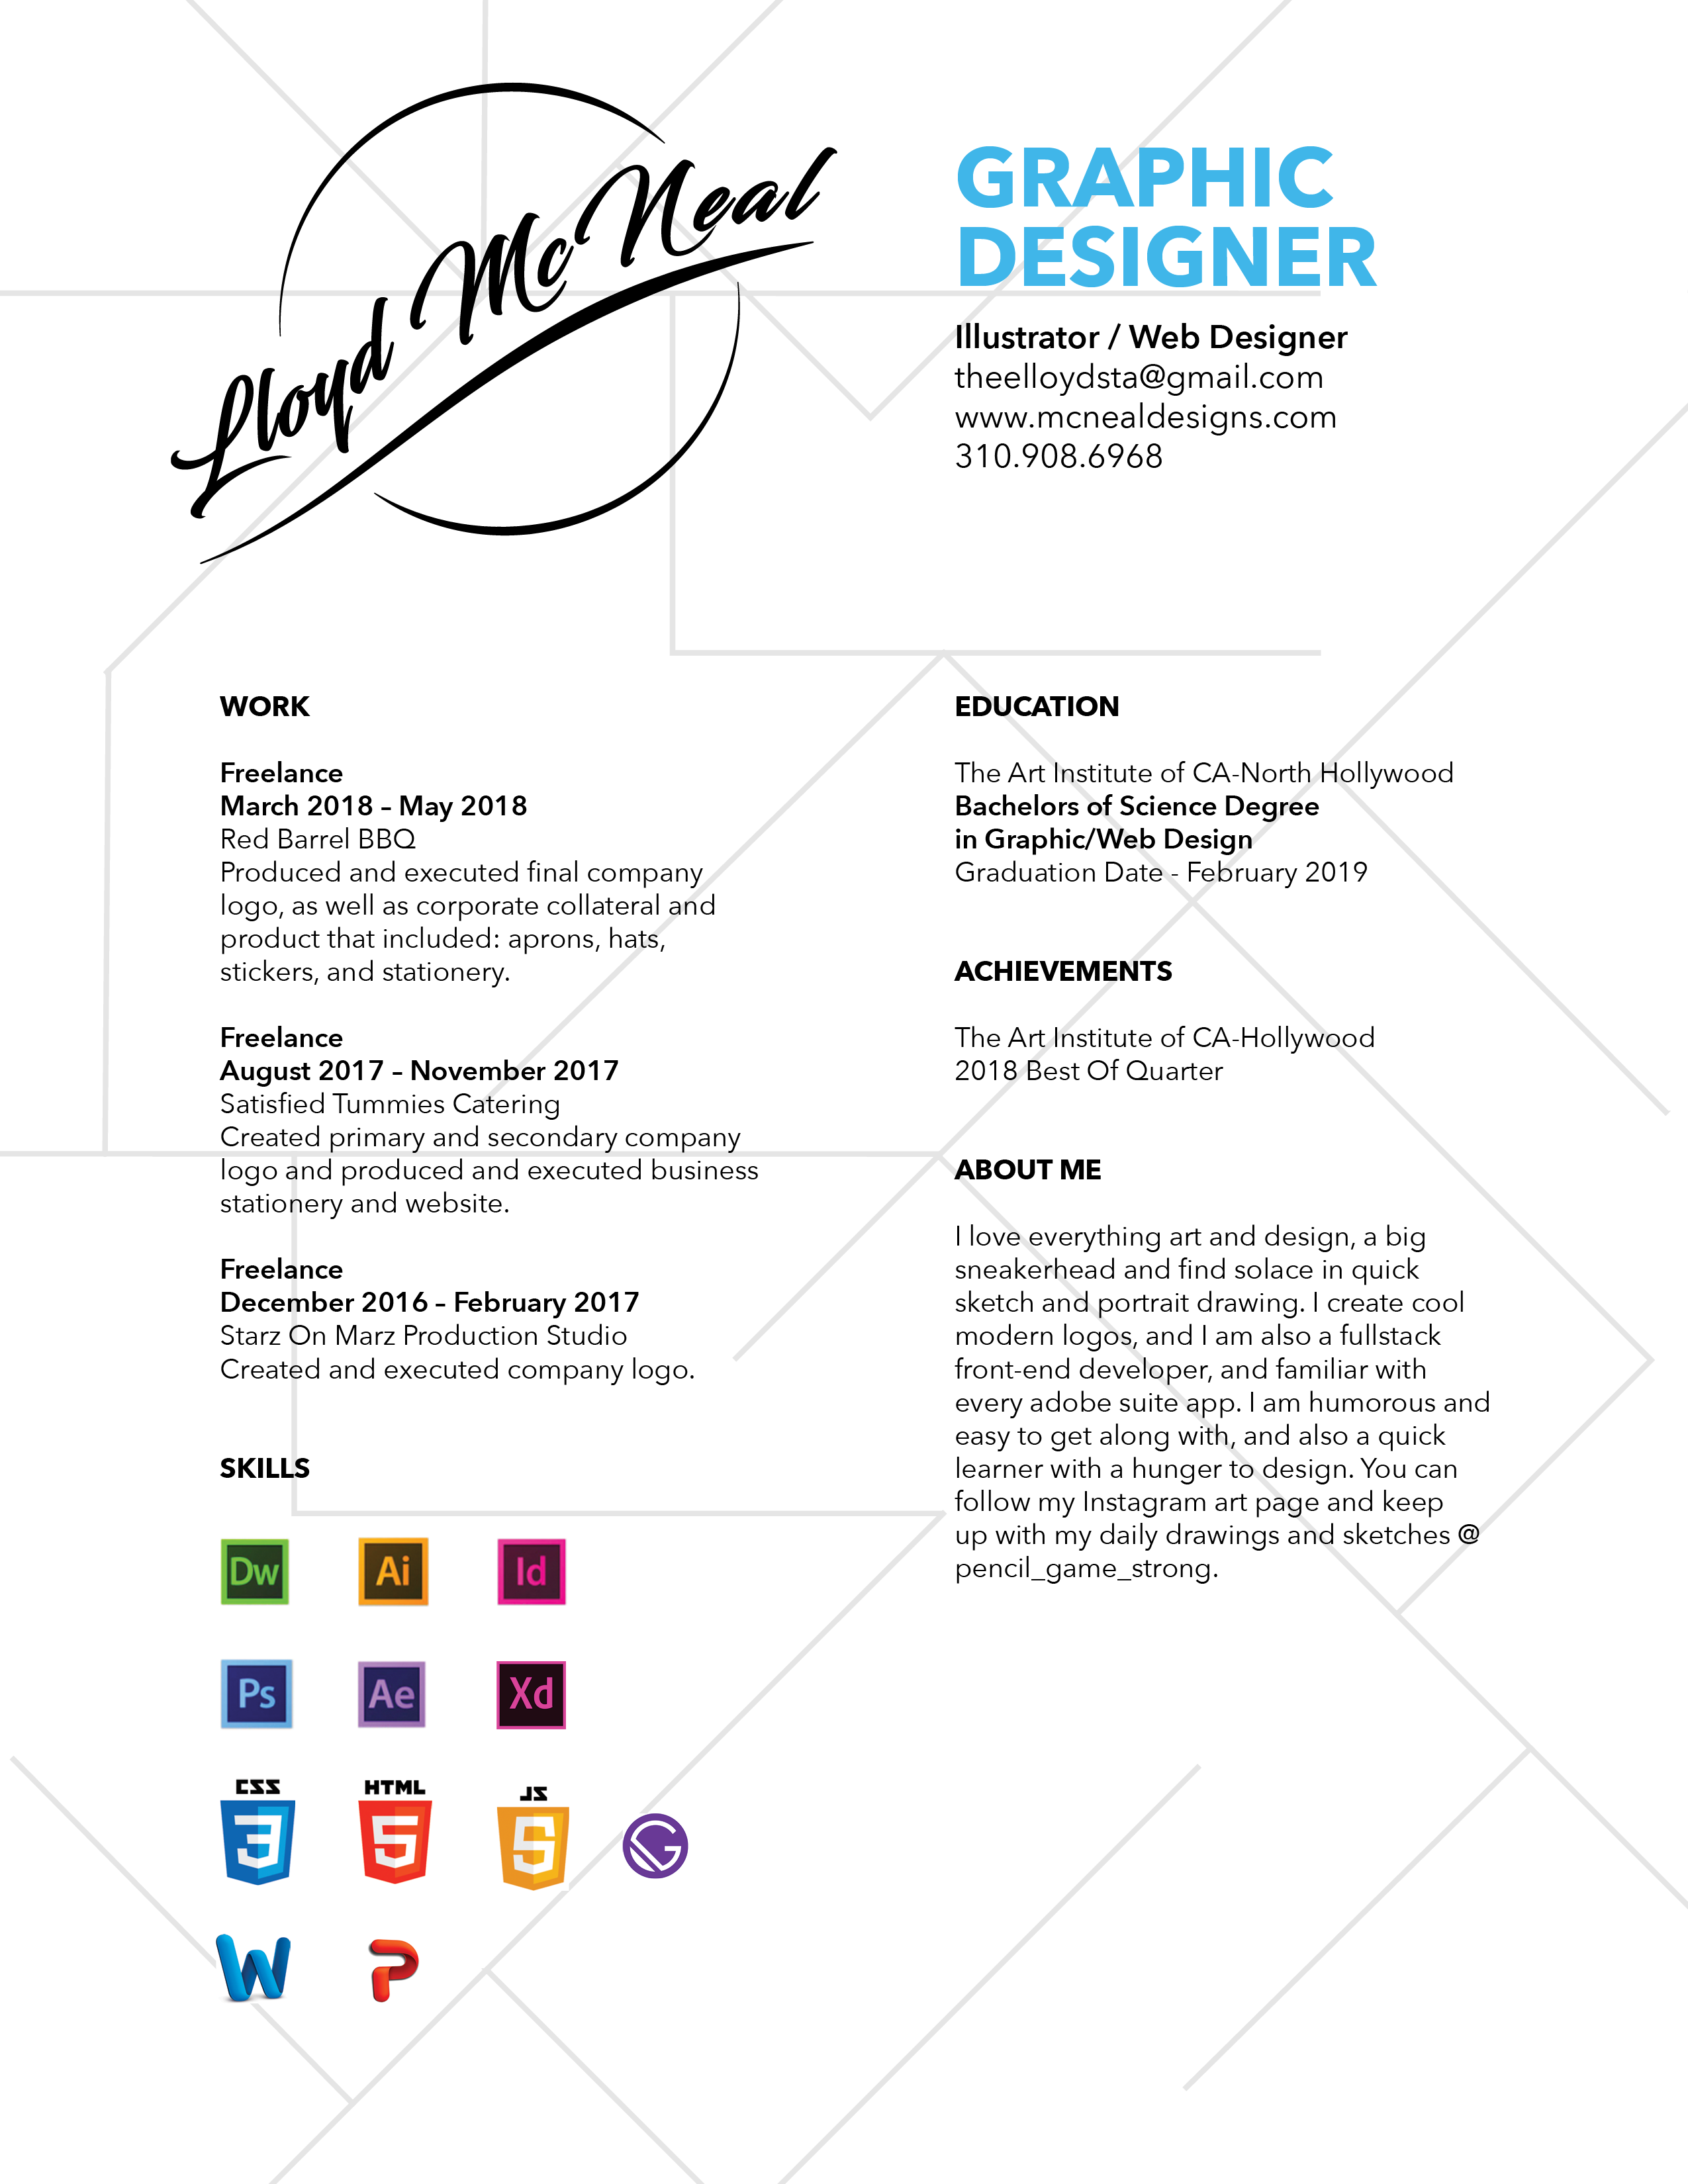 Lloyd McNeal
GRAPHIC
DESIGNER
Illustrator / Web Designer
theelloydsta@gmail.com
www.mcnealdesigns.com
310.908.6968
WORK
Freelance
March 2018 – May 2018
Red Barrel BBQ
Produced and executed final company
logo, as well as corporate collateral and
product that included: aprons, hats,
stickers, and stationery.
Freelance
August 2017 – November 2017
Satisfied Tummies Catering
Created primary and secondary company
logo and produced and executed business
stationery and website.
Freelance
December 2016 – February 2017
Starz On Marz Production Studio
Created and executed company logo.
SKILLS
Dw Ai Id
Ps Ae Xd
CSS HTML JS
3 5 5 G
W P
EDUCATION
The Art Institute of CA-North Hollywood
Bachelors of Science Degree
in Graphic/Web Design
Graduation Date - February 2019
ACHIEVEMENTS
The Art Institute of CA-Hollywood
2018 Best Of Quarter
ABOUT ME
I love everything art and design, a big
sneakerhead and find solace in quick
sketch and portrait drawing. I create cool
modern logos, and I am also a fullstack
front-end developer, and familiar with
every adobe suite app. I am humorous and
easy to get along with, and also a quick
learner with a hunger to design. You can
follow my Instagram art page and keep
up with my daily drawings and sketches @
pencil_game_strong.